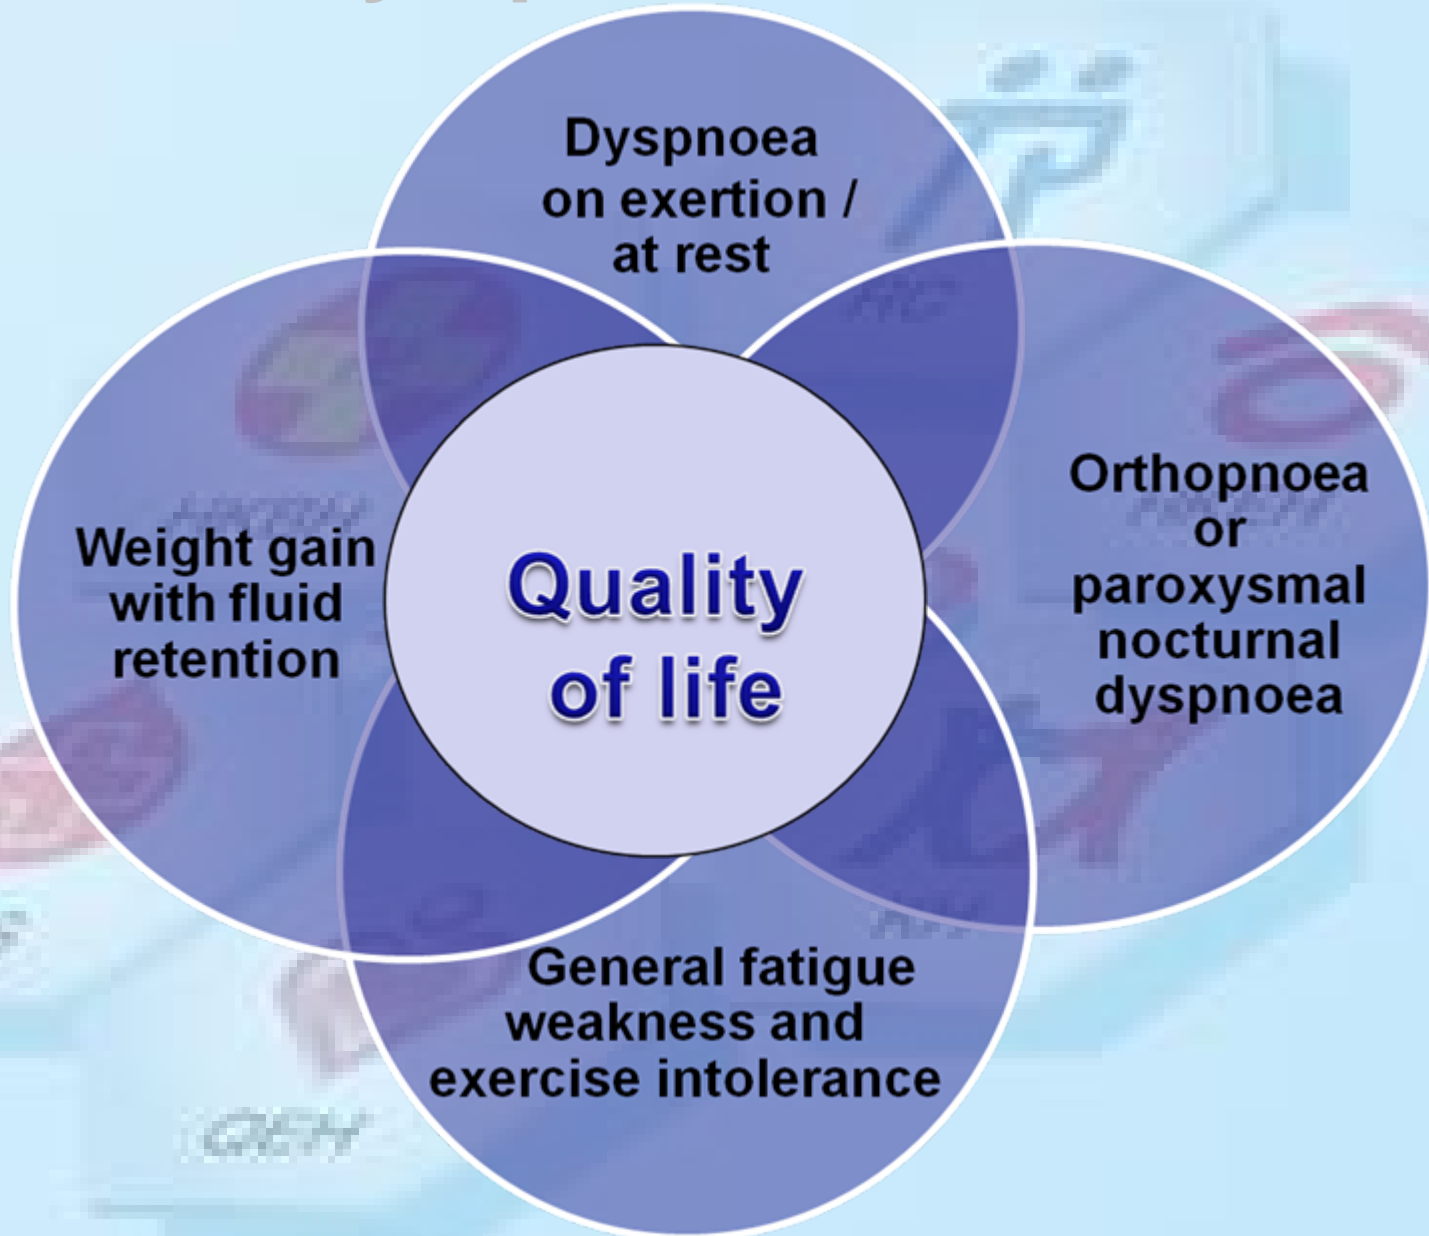 Dyspnoea
on exertion /
at rest
Weight gain
with fluid
retention
Quality
of life
Orthopnoea
or
paroxysmal
nocturnal
dyspnoea
General fatigue
weakness and
exercise intolerance
QEH